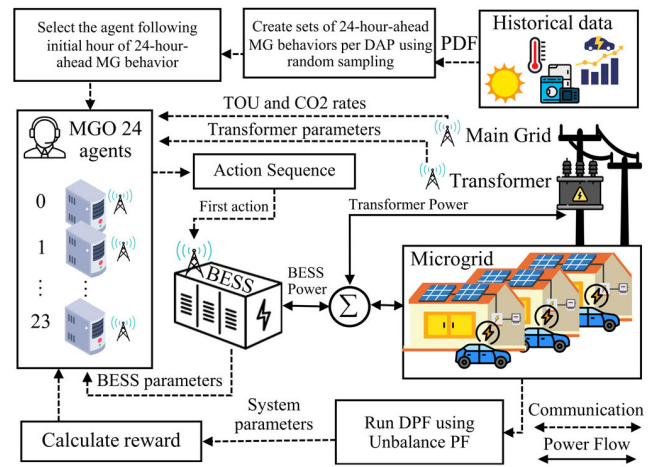 Select the agent following
initial hour of 24-hour-
ahead MG behavior
Create sets of 24-hour-ahead
MG behaviors per DAP using
random sampling
PDF
Historical data
TOU and CO2 rates
Main Grid
MGO 24
agents
Transformer parameters
Transformer
Action Sequence
First action
Transformer Power
0
1
23
BESS
BESS
Power
Σ
Microgrid
BESS parameters
System
parameters
Calculate reward
Run DPF using
Unbalance PF
Communication
Power Flow